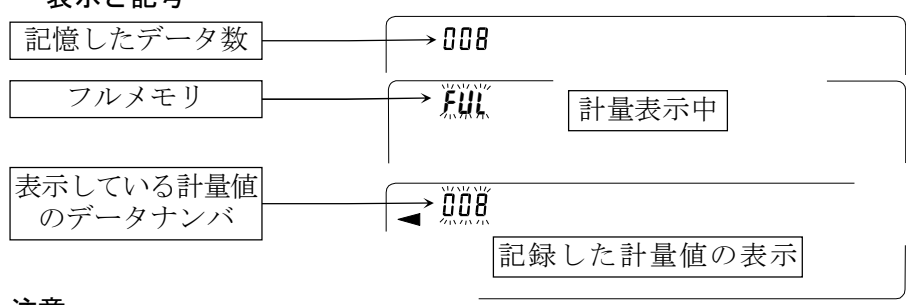 表示と記号
記憶したデータ数
008
フルメモリ
FUL
計量表示中
表示している計量値
のデータナンバ
008
記録した計量値の表示
注意